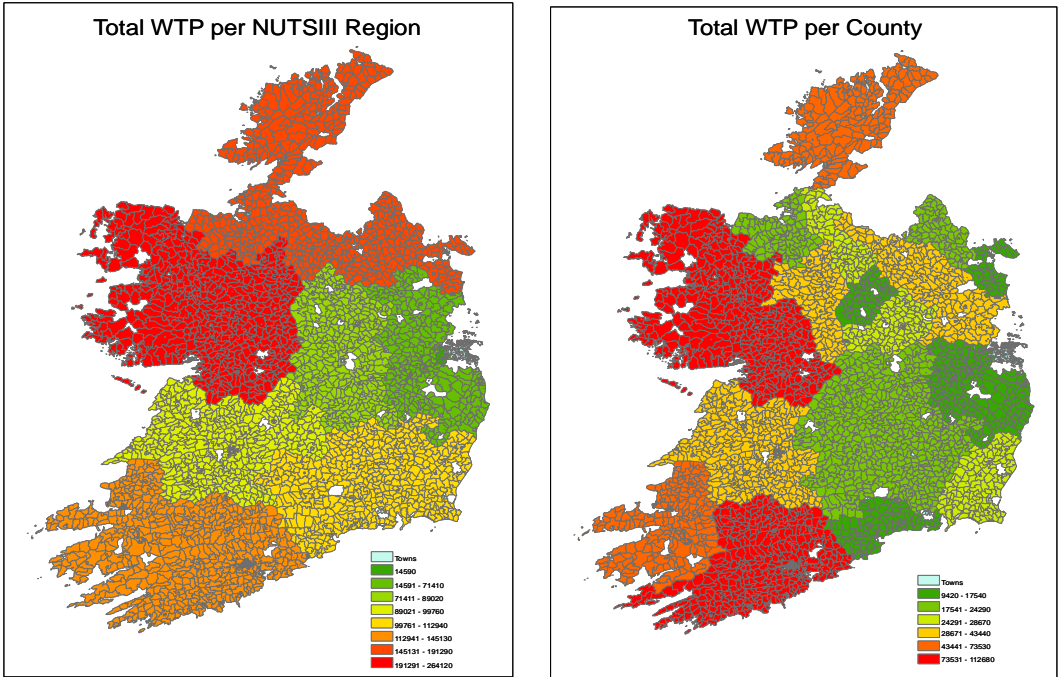 Total WTP per NUTSIII Region
Towns
14590
14591 - 71410
71411 - 89020
89021 - 99760
99761 - 112940
112941 - 145130
145131 - 191290
191291 - 264120
Total WTP per County
Towns
9420 - 17540
17541 - 24290
24291 - 28670
28671 - 43440
43441 - 73530
73531 - 112680